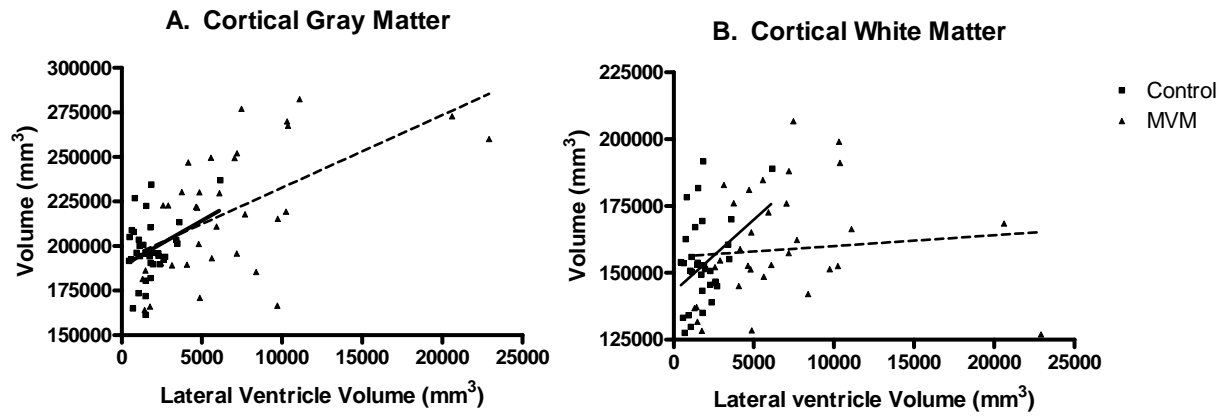 A. Cortical Gray Matter
300000
275000
250000
225000
200000
175000
150000
Volume (mm³)
0 5000 10000 15000 20000 25000
Lateral Ventricle Volume (mm³)
B. Cortical White Matter
225000
200000
175000
150000
125000
Volume (mm³)
0 5000 10000 15000 20000 25000
Lateral ventricle Volume (mm³)
Control
MVM